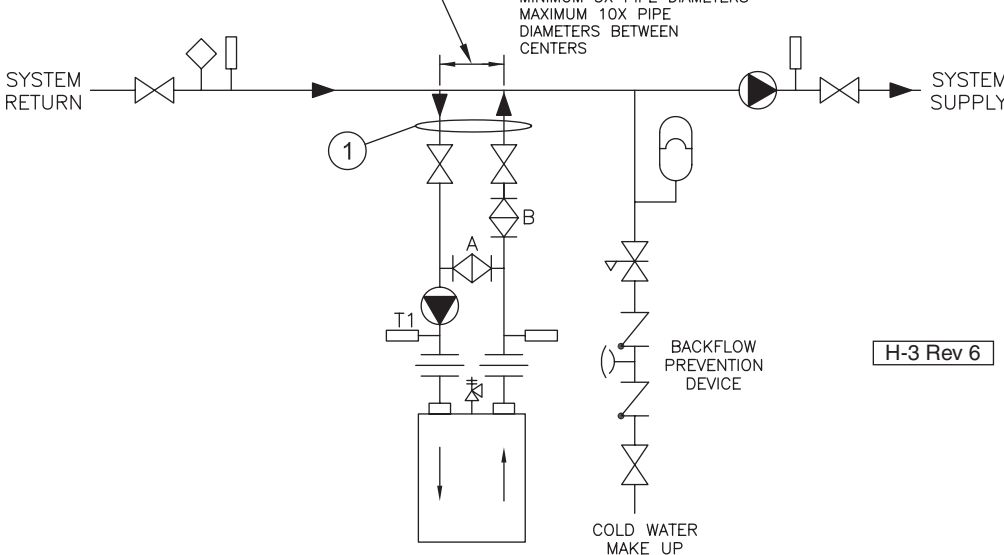 MAXIMUM 10X PIPE
DIAMETERS BETWEEN
CENTERS
SYSTEM
RETURN
SYSTEM
SUPPLY
1
B
A
T1
BACKFLOW
PREVENTION
DEVICE
H-3 Rev 6
COLD WATER
MAKE UP